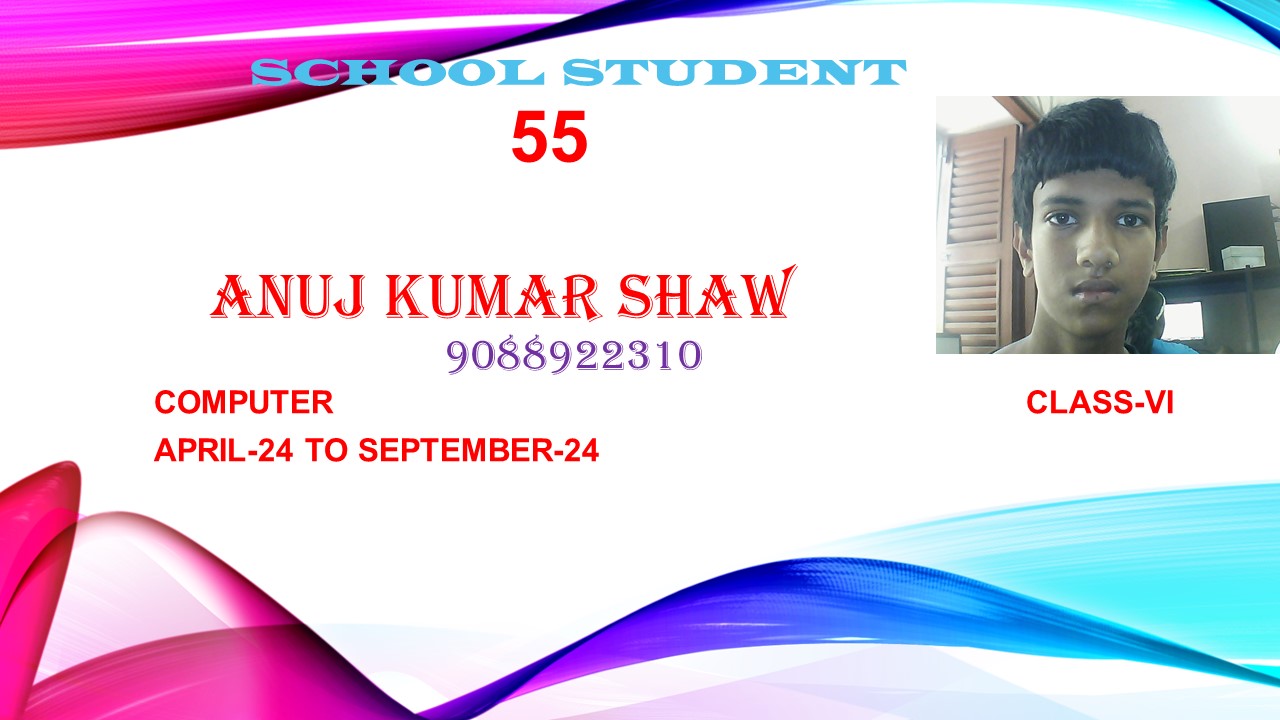 SCHOOL STUDENT
55
ANUJ KUMAR SHAW
9088922310
COMPUTER CLASS-VI
APRIL-24 TO SEPTEMBER-24